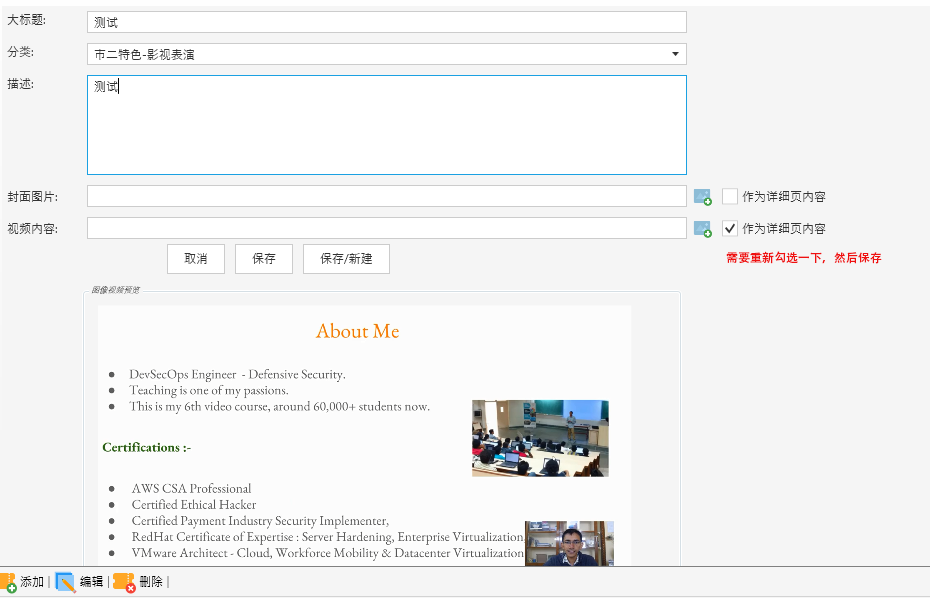 大标题: 测试
分类: 市二特色-影视表演
描述: 测试
封面图片: 作为详细页内容
视频内容: 作为详细页内容
取消 保存 保存/新建 需要重新勾选一下，然后保存
图像视频预览
About Me
● DevSecOps Engineer - Defensive Security.
● Teaching is one of my passions.
● This is my 6th video course, around 60,000+ students now.
Certifications :-
● AWS CSA Professional
● Certified Ethical Hacker
● Certified Payment Industry Security Implementer,
● RedHat Certificate of Expertise : Server Hardening, Enterprise Virtualization,
● VMware Architect - Cloud, Workforce Mobility & Datacenter Virtualization
添加 | 编辑 | 删除 |